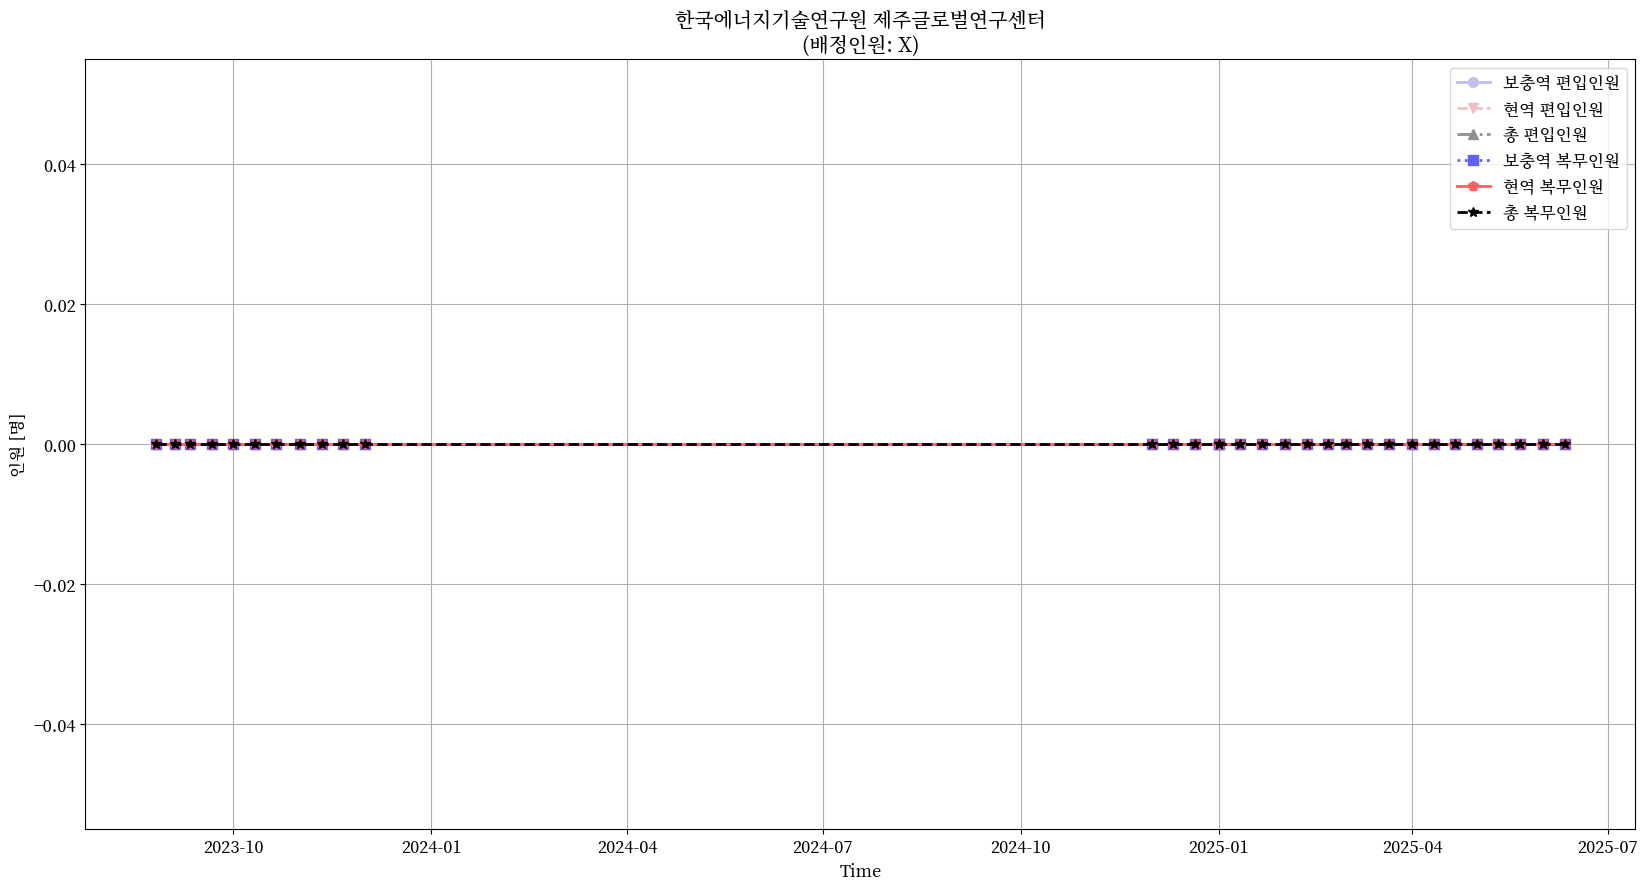 한국에너지기술연구원 제주글로벌연구센터
(배정인원: X)
보충역 편입인원
현역 편입인원
총 편입인원
보충역 복무인원
현역 복무인원
총 복무인원
0.04
0.02
0.00
−0.02
−0.04
인원 [명]
2023-10
2024-01
2024-04
2024-07
2024-10
2025-01
2025-04
2025-07
Time